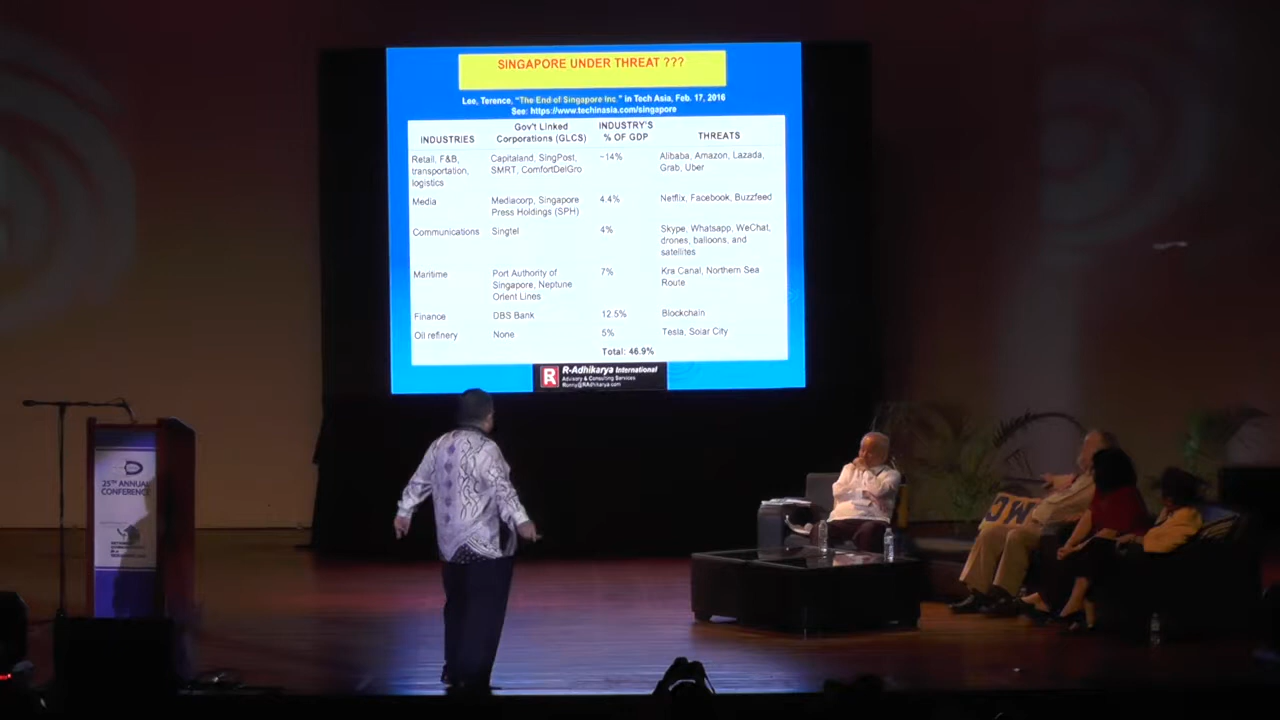 SINGAPORE UNDER THREAT ???
Lee, Terence, "The End of Singapore Inc." in Tech Asia, Feb. 17, 2016
See: https://www.techinasia.com/singapore
INDUSTRIES
Gov't Linked
Corporations (GLCS)
INDUSTRY'S
% OF GDP
THREATS
Retail, F&B,
transportation,
logistics
Capitaland, SingPost,
SMRT, ComfortDelGro
~14%
Alibaba, Amazon, Lazada,
Grab, Uber
Media
Mediacorp, Singapore
Press Holdings (SPH)
4.4%
Netflix, Facebook, Buzzfeed
Communications
Singtel
4%
Skype, Whatsapp, WeChat,
drones, balloons, and
satellites
Maritime
Port Authority of
Singapore, Neptune
Orient Lines
7%
Kra Canal, Northern Sea
Route
Finance
DBS Bank
12.5%
Blockchain
Oil refinery
None
5%
Tesla, Solar City
Total: 46.9%
R
R-Adhikarya International
Advisory & Consulting Services
Ronny@RAdhikarya.com
25TH ANNUAL
CONFERENCE